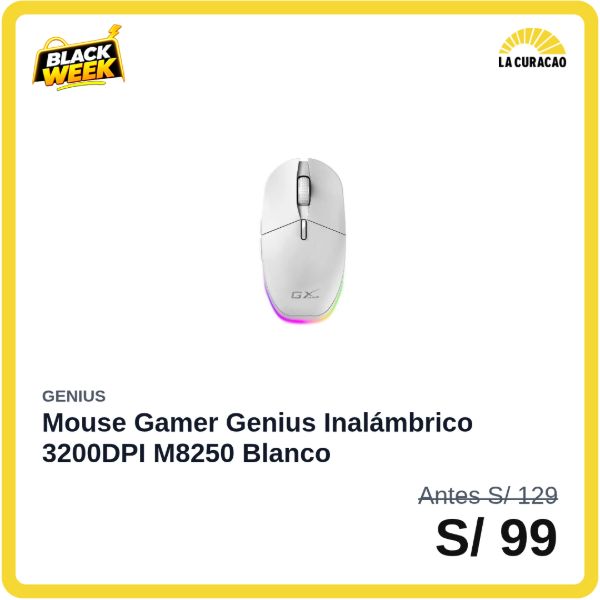 BLACK
WEEK
LA CURACAO
GX
GENIUS
Mouse Gamer Genius Inalámbrico
3200DPI M8250 Blanco
Antes S/ 129
S/ 99